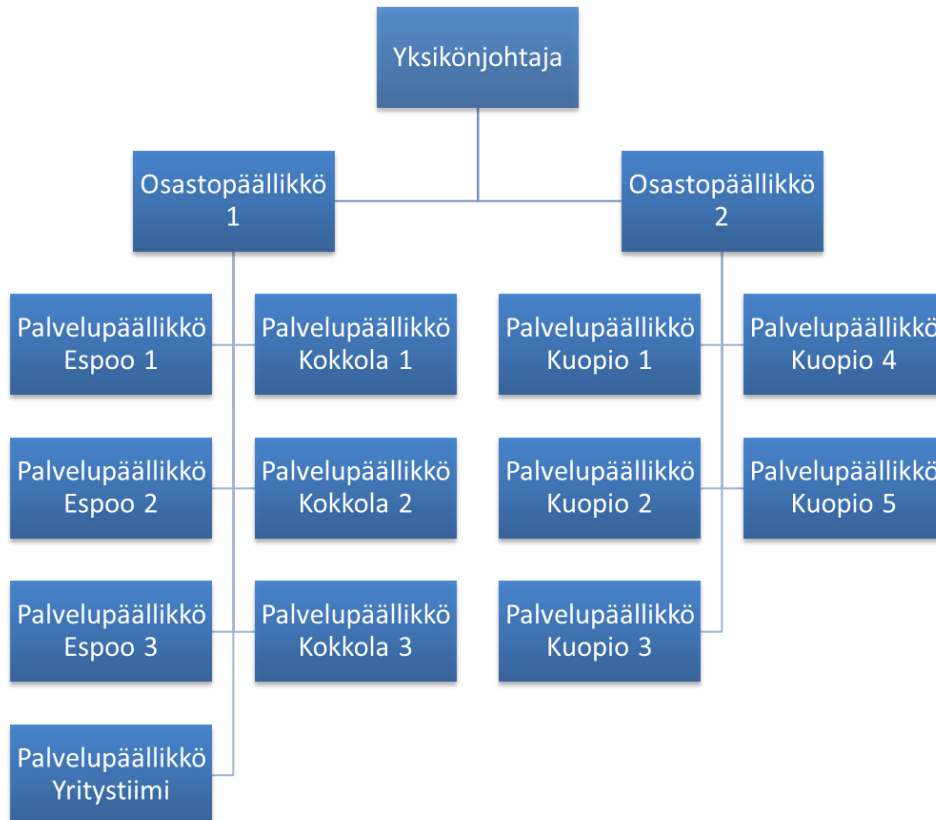 Yksikönjohtaja
Osastopäällikkö
1
Osastopäällikkö
2
Palvelupäällikkö
Espoo 1
Palvelupäällikkö
Kokkola 1
Palvelupäällikkö
Kuopio 1
Palvelupäällikkö
Kuopio 4
Palvelupäällikkö
Espoo 2
Palvelupäällikkö
Kokkola 2
Palvelupäällikkö
Kuopio 2
Palvelupäällikkö
Kuopio 5
Palvelupäällikkö
Espoo 3
Palvelupäällikkö
Kokkola 3
Palvelupäällikkö
Kuopio 3
Palvelupäällikkö
Yritystiimi